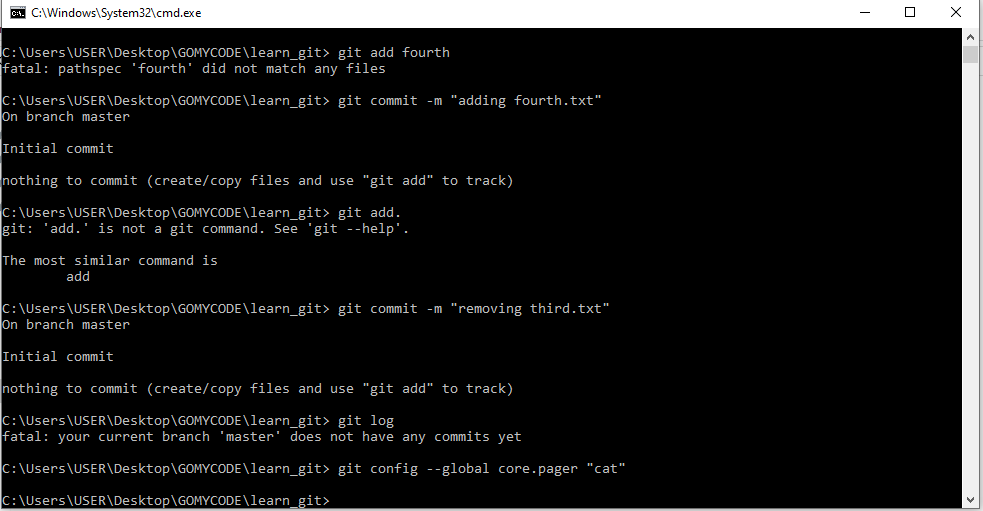 C:\Windows\System32\cmd.exe
C:\Users\USER\Desktop\GOMYCODE\learn_git> git add fourth
fatal: pathspec 'fourth' did not match any files
C:\Users\USER\Desktop\GOMYCODE\learn_git> git commit -m "adding fourth.txt"
On branch master
Initial commit
nothing to commit (create/copy files and use "git add" to track)
C:\Users\USER\Desktop\GOMYCODE\learn_git> git add.
git: 'add.' is not a git command. See 'git --help'.
The most similar command is
        add
C:\Users\USER\Desktop\GOMYCODE\learn_git> git commit -m "removing third.txt"
On branch master
Initial commit
nothing to commit (create/copy files and use "git add" to track)
C:\Users\USER\Desktop\GOMYCODE\learn_git> git log
fatal: your current branch 'master' does not have any commits yet
C:\Users\USER\Desktop\GOMYCODE\learn_git> git config --global core.pager "cat"
C:\Users\USER\Desktop\GOMYCODE\learn_git>